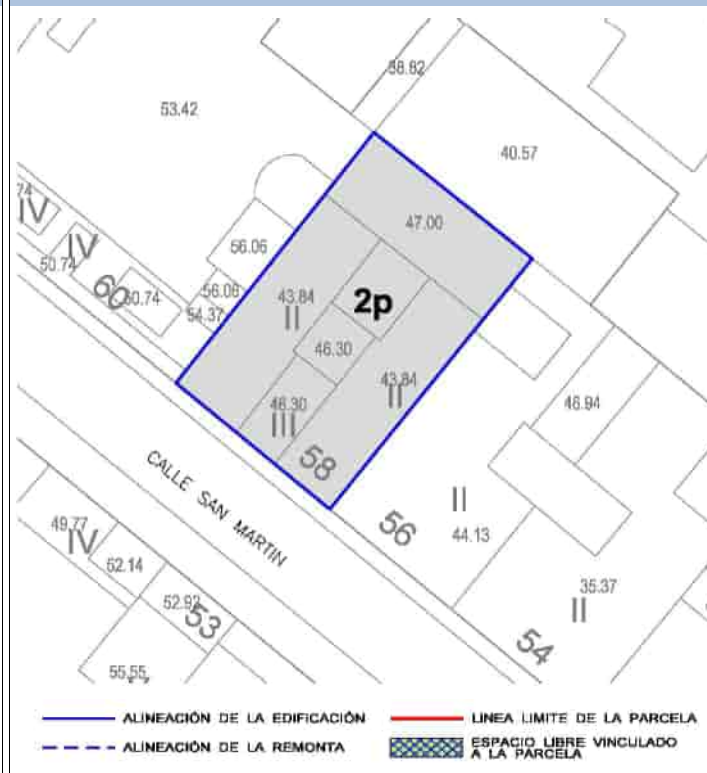 38.82
53.42
40.57
74
IV
47.00
IV
56.06
50.74
60
50.74
56.06
43.84
2p
54.37
II
46.30
43.84
II
46.30
46.94
III
58
CALLE SAN MARTIN
II
56
44.13
49.77
IV
52.14
35.37
52.92
53
II
54
55.55
ALINEACIÓN DE LA EDIFICACIÓN
LINEA LIMITE DE LA PARCELA
ALINEACIÓN DE LA REMONTA
ESPACIO LIBRE VINCULADO
A LA PARCELA